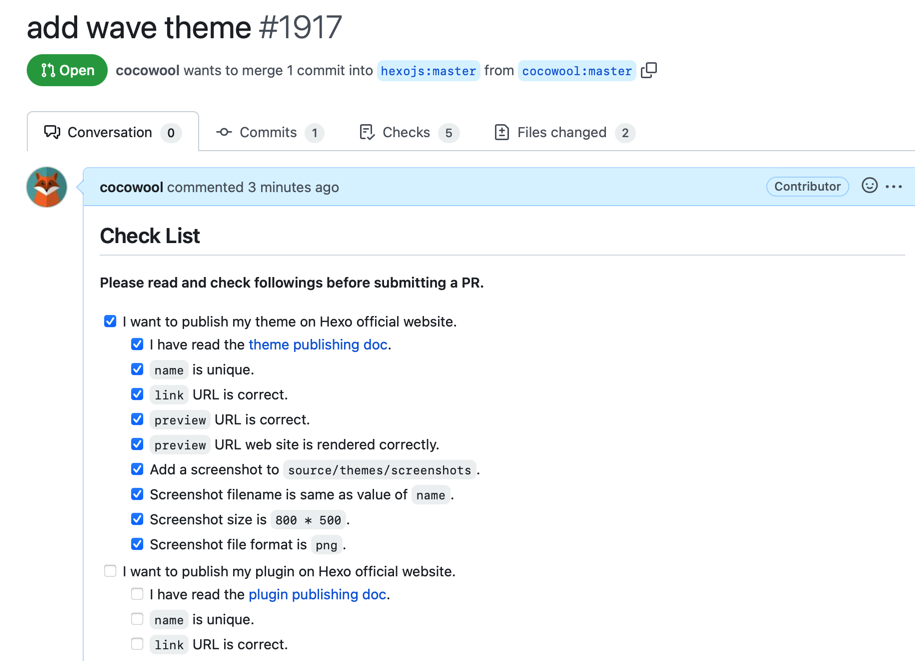 add wave theme #1917
Open cocowool wants to merge 1 commit into hexojs:master from cocowool:master
Conversation 0 Commits 1 Checks 5 Files changed 2
cocowool commented 3 minutes ago Contributor
Check List
Please read and check followings before submitting a PR.
I want to publish my theme on Hexo official website.
I have read the theme publishing doc.
name is unique.
link URL is correct.
preview URL is correct.
preview URL web site is rendered correctly.
Add a screenshot to source/themes/screenshots.
Screenshot filename is same as value of name.
Screenshot size is 800 * 500.
Screenshot file format is png.
I want to publish my plugin on Hexo official website.
I have read the plugin publishing doc.
name is unique.
link URL is correct.